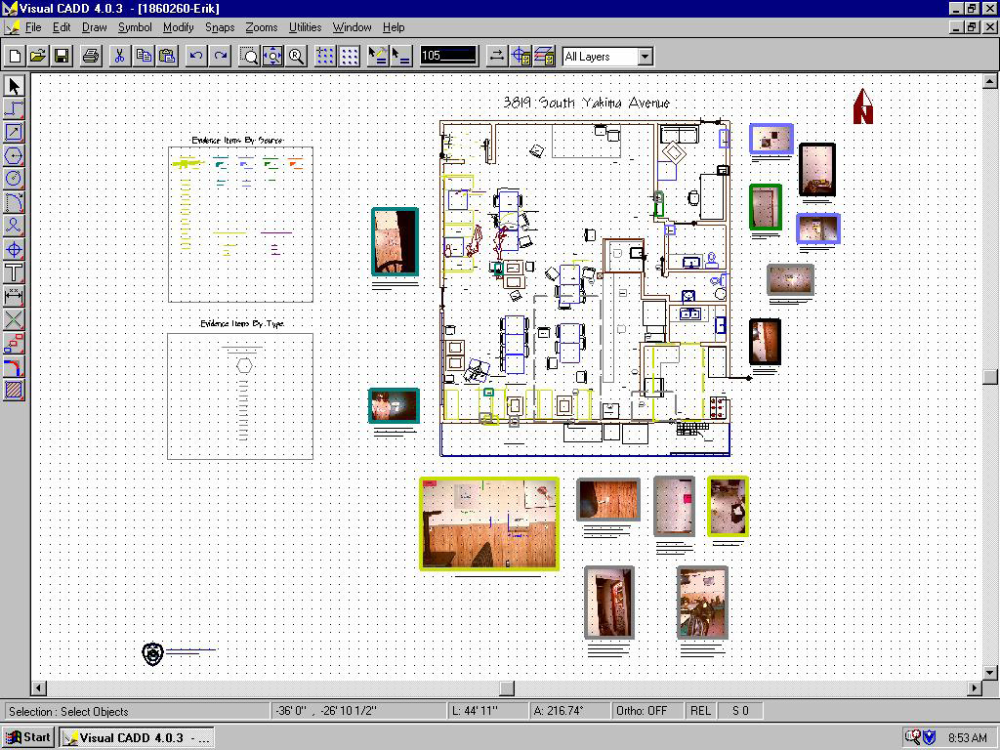 Visual CADD 4.0.3 - [1860260-Erik]
File Edit Draw Symbol Modify Snaps Zooms Utilities Window Help
105
All Layers
3819 South Yakima Avenue
N
Evidence Items By Source
Evidence Items By Type
Selection : Select Objects
-36' 0" , -26' 10 1/2"
L: 44' 11"
A: 216.74°
Ortho: OFF
REL
S 0
Start
Visual CADD 4.0.3 - ...
8:53 AM